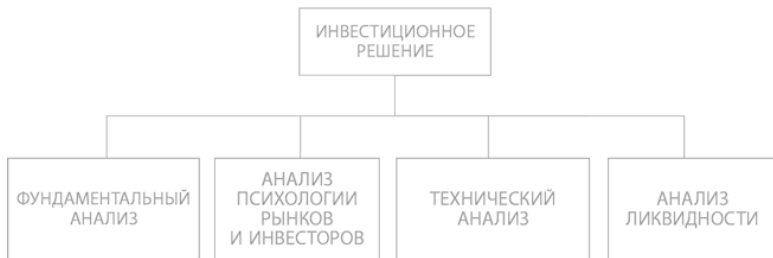 ИНВЕСТИЦИОННОЕ
РЕШЕНИЕ
ФУНДАМЕНТАЛЬНЫЙ
АНАЛИЗ
АНАЛИЗ
ПСИХОЛОГИИ
РЫНКОВ
И ИНВЕСТОРОВ
ТЕХНИЧЕСКИЙ
АНАЛИЗ
АНАЛИЗ
ЛИКВИДНОСТИ